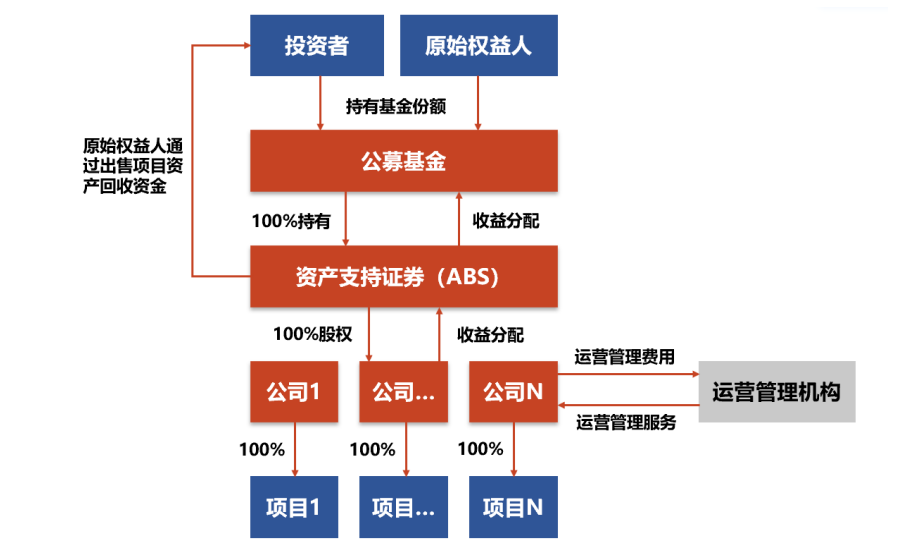 投资者
原始权益人
持有基金份额
原始权益人通
过出售项目资
产回收资金
公募基金
100%持有
收益分配
资产支持证券（ABS）
100%股权
收益分配
运营管理费用
公司1
公司...
公司N
运营管理机构
运营管理服务
100%
100%
100%
项目1
项目...
项目N